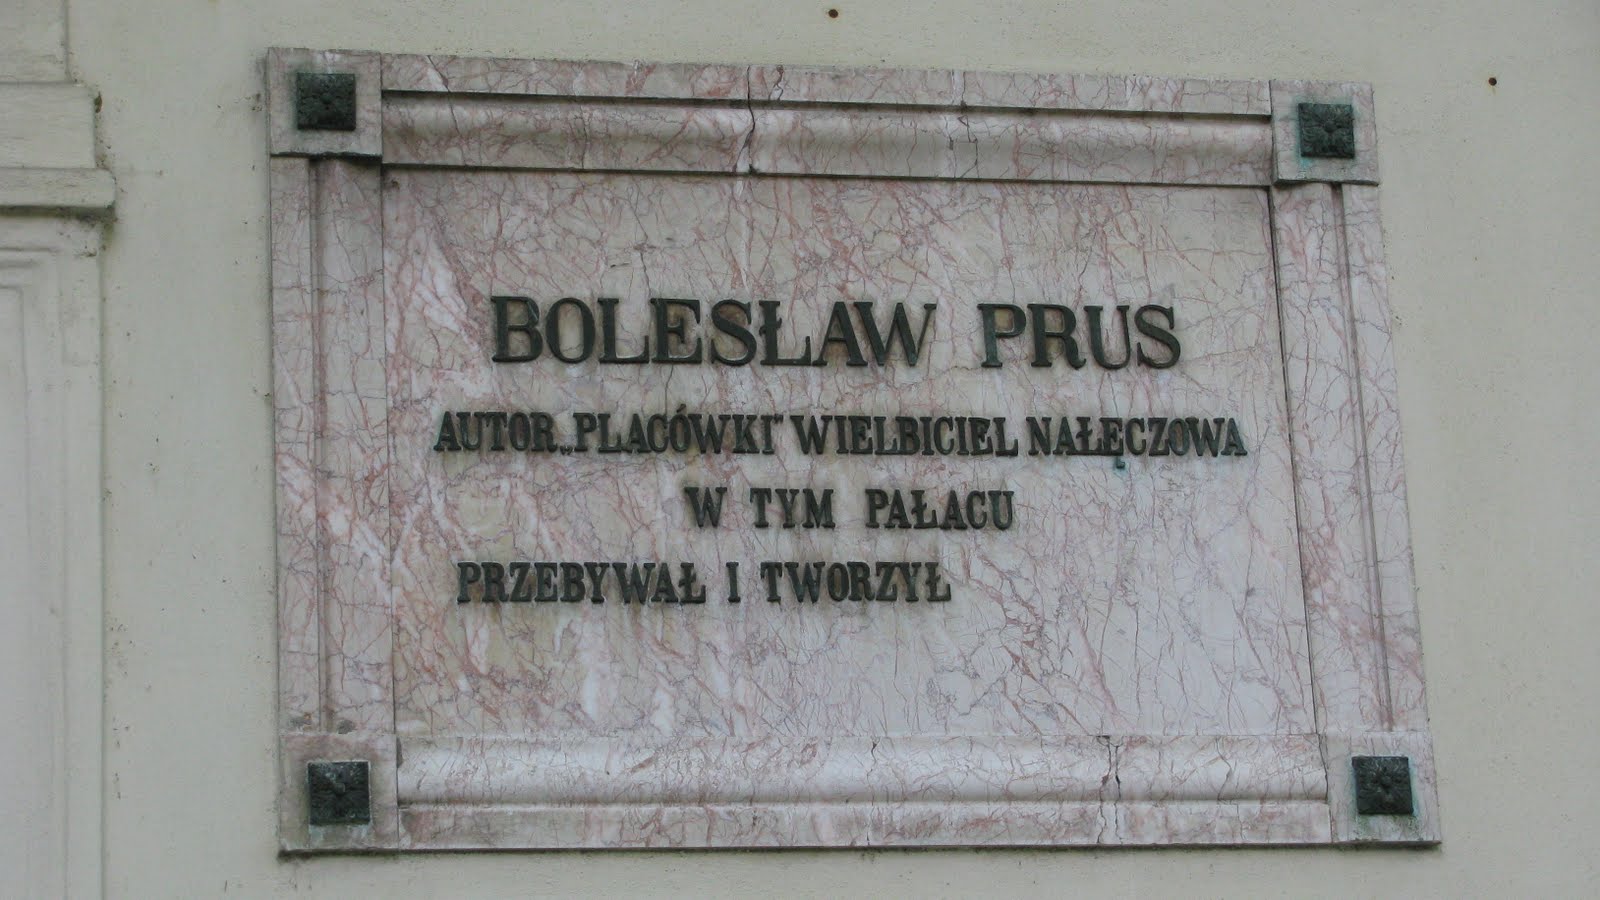 BOLESŁAW PRUS
AUTOR „PLACÓWKI" WIELBICIEL NAŁĘCZOWA
W TYM PAŁACU
PRZEBYWAŁ I TWORZYŁ